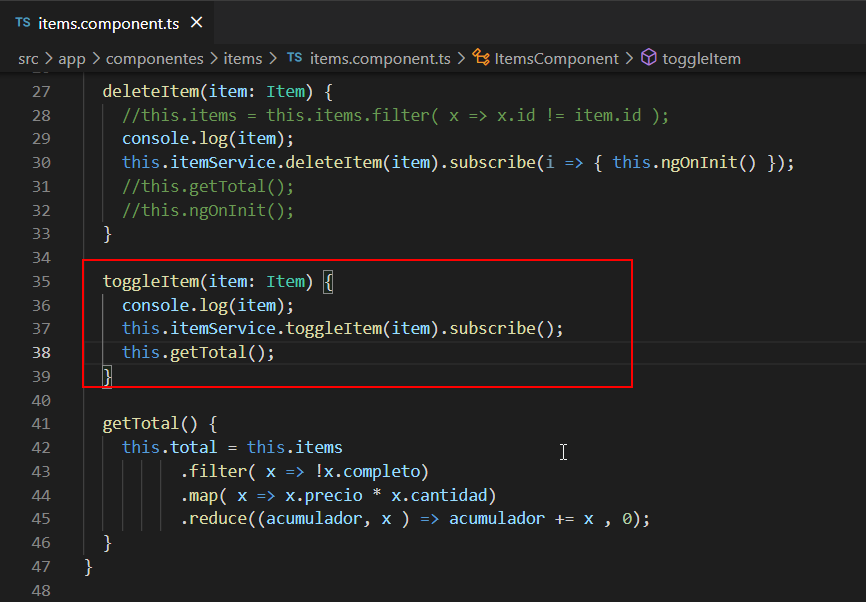 TS items.component.ts ×
src > app > componentes > items > TS items.component.ts > ItemsComponent > toggleItem
27 deleteItem(item: Item) {
28 //this.items = this.items.filter( x => x.id != item.id );
29 console.log(item);
30 this.itemService.deleteItem(item).subscribe(i => { this.ngOnInit() });
31 //this.getTotal();
32 //this.ngOnInit();
33 }
34
35 toggleItem(item: Item) {
36 console.log(item);
37 this.itemService.toggleItem(item).subscribe();
38 this.getTotal();
39 }
40
41 getTotal() {
42 this.total = this.items
43 .filter( x => !x.completo)
44 .map( x => x.precio * x.cantidad)
45 .reduce((acumulador, x ) => acumulador += x , 0);
46 }
47 }
48